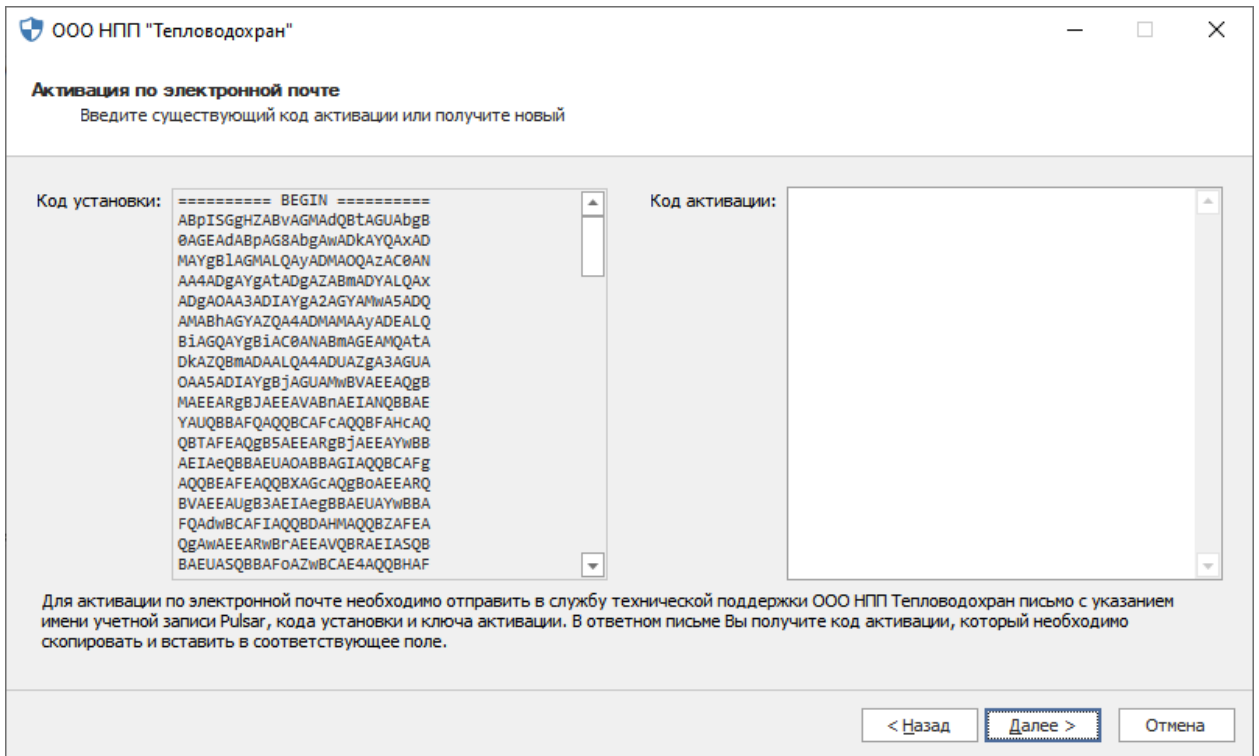 ООО НПП "Тепловодохран"
Активация по электронной почте
Введите существующий код активации или получите новый
Код установки:
========== BEGIN ==========
ABpISGgHZABvAGMAdQBtAGUAbgB
0AGEAdABpAG8AbgAwADkAYQAxAD
MAYgBlAGMALQAyADMAOQAzAC0AN
AA4ADgAYgAtADgAZABmADYALQAx
ADgAOAA3ADIAYgA2AGYAMwA5ADQ
AMABhAGYAZQA4ADMAMAAyADEALQ
BiAGQAYgBiAC0ANABmAGEAMQAtA
DkAZQBmADAALQA4ADUAZgA3AGUA
OAA5ADIAYgBjAGUAMwBVAEEAQgB
MAEEARgBJAEEAVABnAEIANQBBAE
YAUQBBAFQAQQBCAFcAQQBFAHcAQ
QBTAFEAQgB5AEEARgBjAEEAYwBB
AEIAeQBBAEUAOABBAGIAQQBCAFg
AQQBEAFEAQQBXAGcAQgBoAEEARQ
BVAEEAUgB3AEIAegBBAEUAYwBBA
FQAdwBCAFIAQQBDAHMAQQBZAFEA
QgAwAEEARwBrAEEAVQBRAEIASQB
BAEUASQBBAFoAZwBCAE4AQQBHAF
Код активации:
Для активации по электронной почте необходимо отправить в службу технической поддержки ООО НПП Тепловодохран письмо с указанием
имени учетной записи Pulsar, кода установки и ключа активации. В ответном письме Вы получите код активации, который необходимо
скопировать и вставить в соответствующее поле.
< Назад
Далее >
Отмена